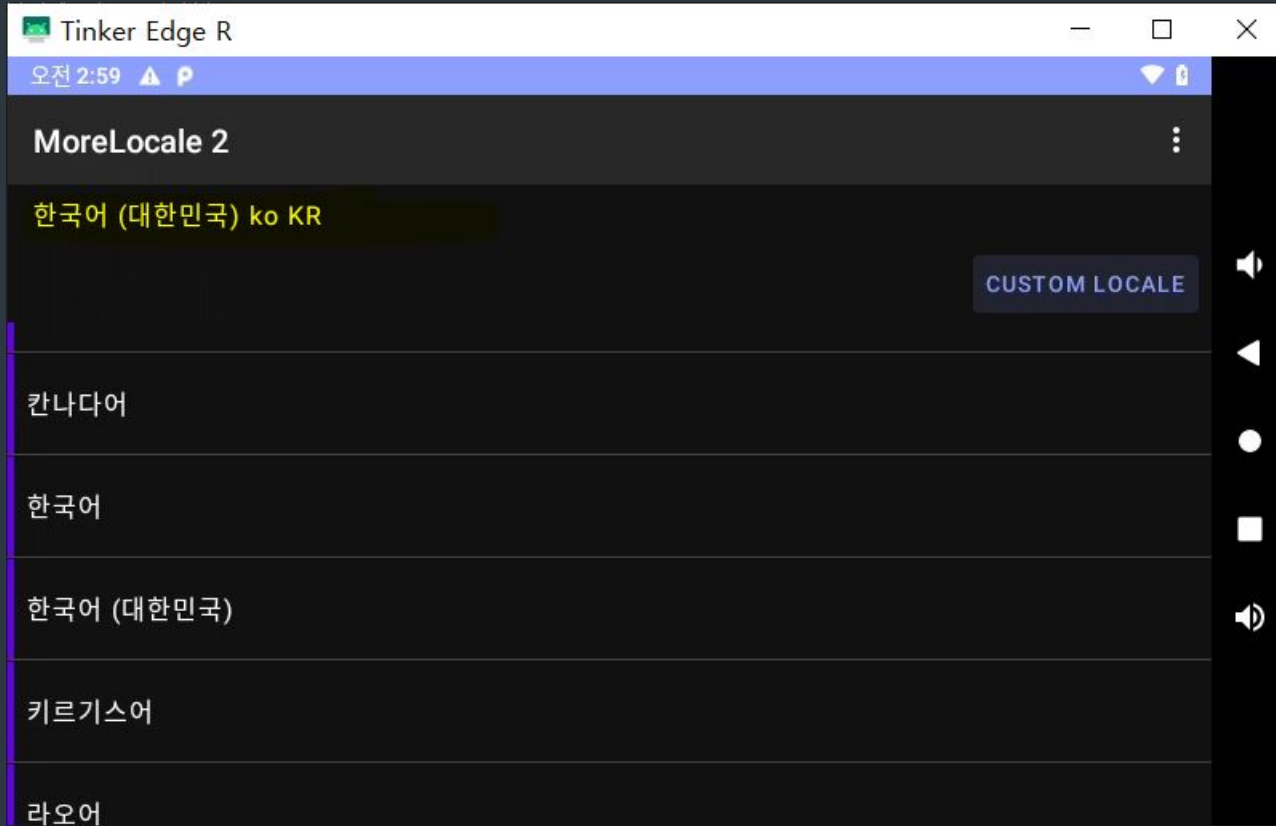 Tinker Edge R
오전 2:59
MoreLocale 2
한국어 (대한민국) ko KR
CUSTOM LOCALE
칸나다어
한국어
한국어 (대한민국)
키르기스어
라오어